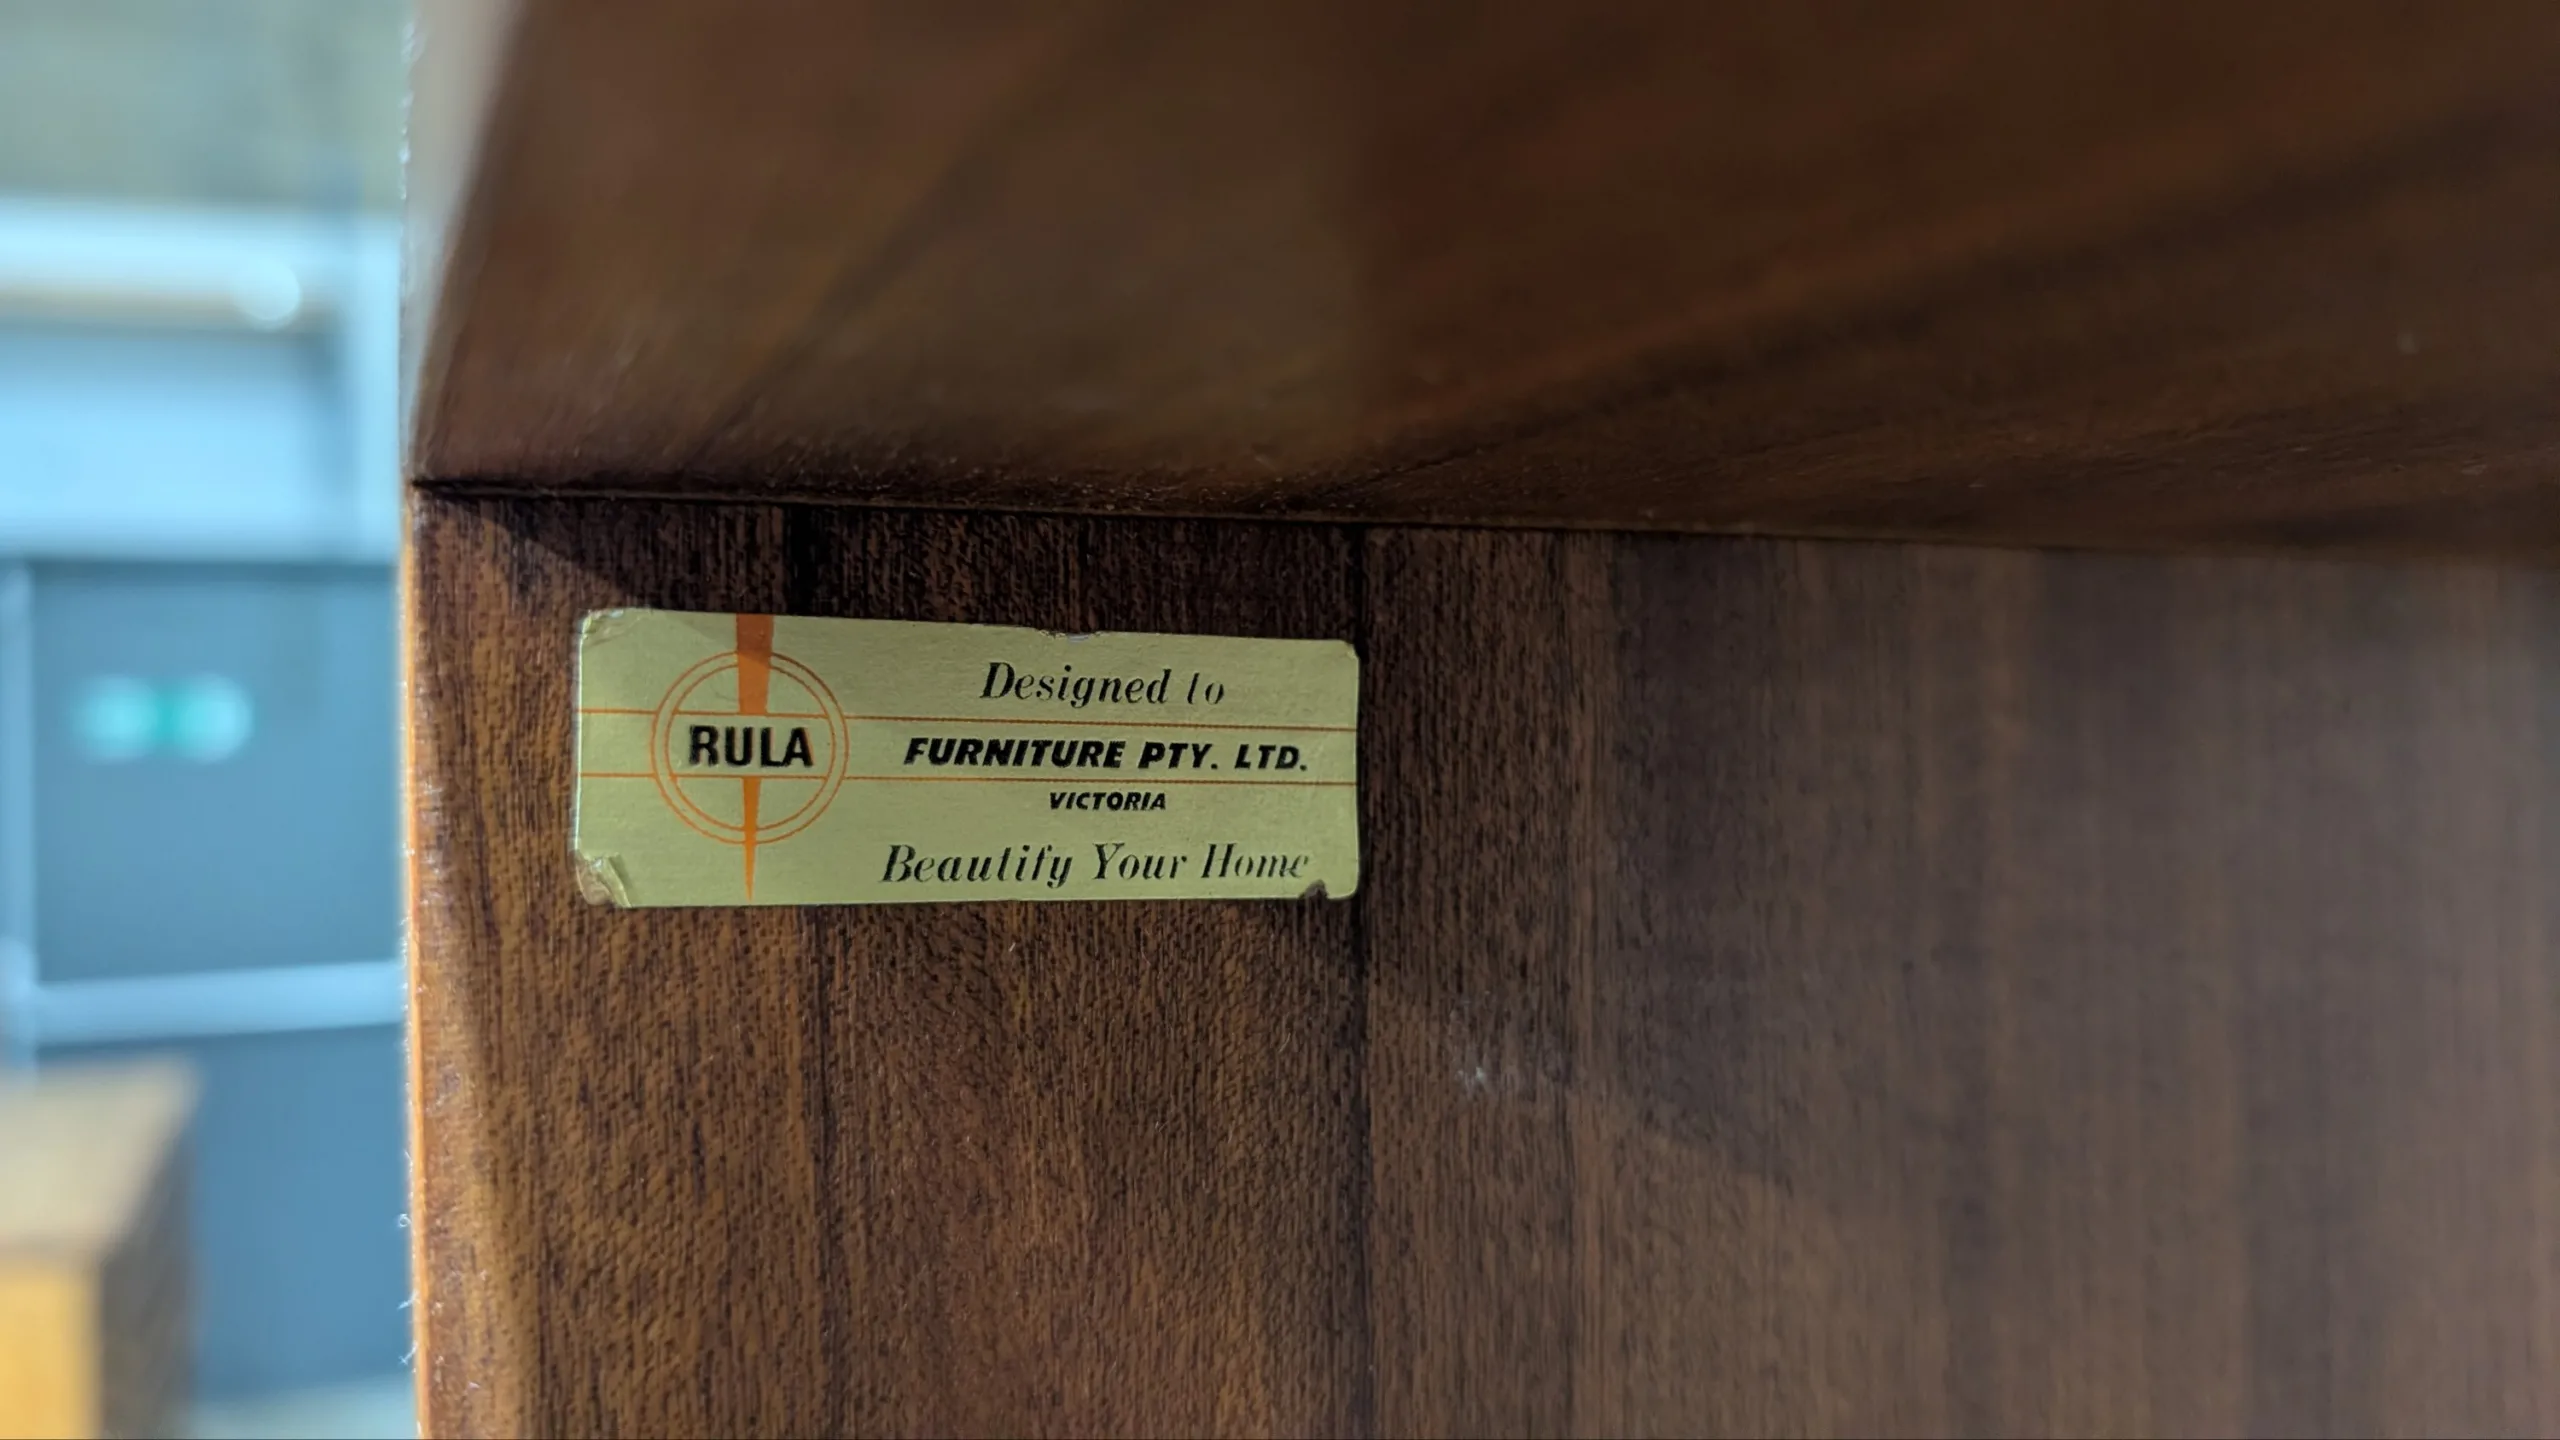 Designed to
RULA FURNITURE PTY. LTD.
VICTORIA
Beautify Your Home